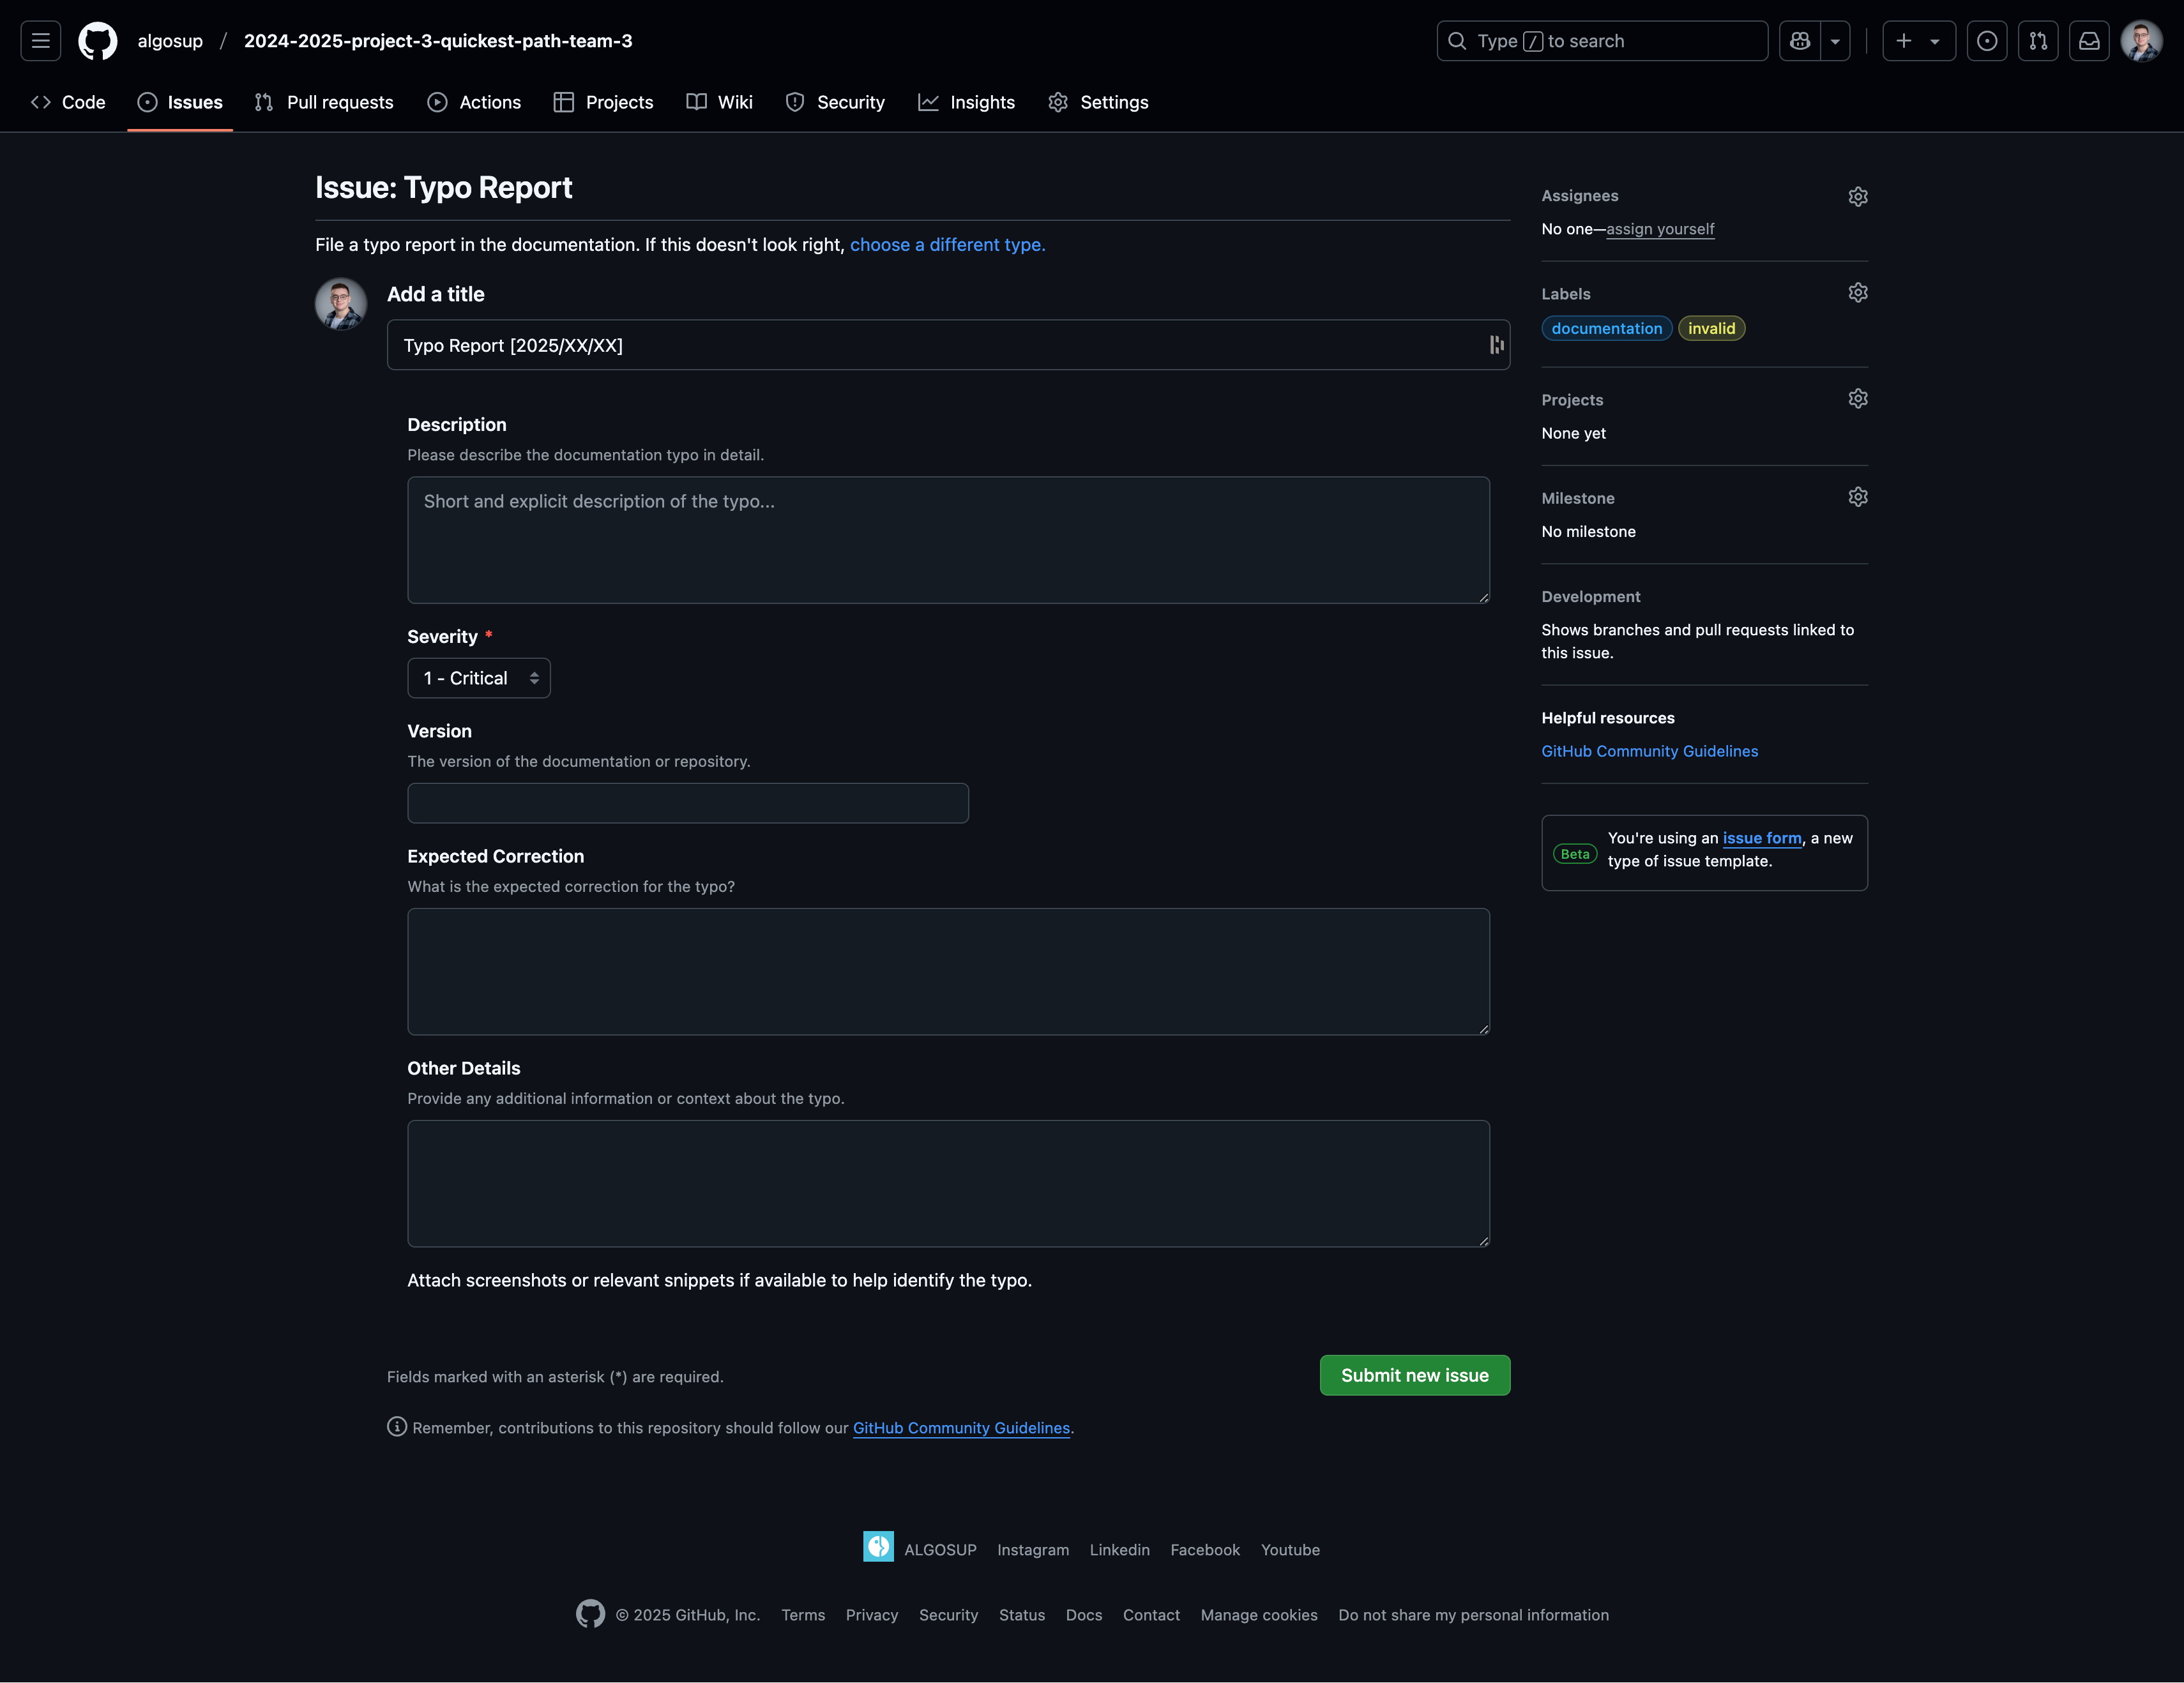 algosup / 2024-2025-project-3-quickest-path-team-3
Type / to search
Code Issues Pull requests Actions Projects Wiki Security Insights Settings
Issue: Typo Report
File a typo report in the documentation. If this doesn't look right, choose a different type.
Add a title
Typo Report [2025/XX/XX]
Description
Please describe the documentation typo in detail.
Short and explicit description of the typo...
Severity *
1 - Critical
Version
The version of the documentation or repository.
Expected Correction
What is the expected correction for the typo?
Other Details
Provide any additional information or context about the typo.
Attach screenshots or relevant snippets if available to help identify the typo.
Fields marked with an asterisk (*) are required.
Submit new issue
Remember, contributions to this repository should follow our GitHub Community Guidelines.
Assignees
No one—assign yourself
Labels
documentation invalid
Projects
None yet
Milestone
No milestone
Development
Shows branches and pull requests linked to
this issue.
Helpful resources
GitHub Community Guidelines
Beta
You're using an issue form, a new
type of issue template.
ALGOSUP Instagram Linkedin Facebook Youtube
© 2025 GitHub, Inc. Terms Privacy Security Status Docs Contact Manage cookies Do not share my personal information